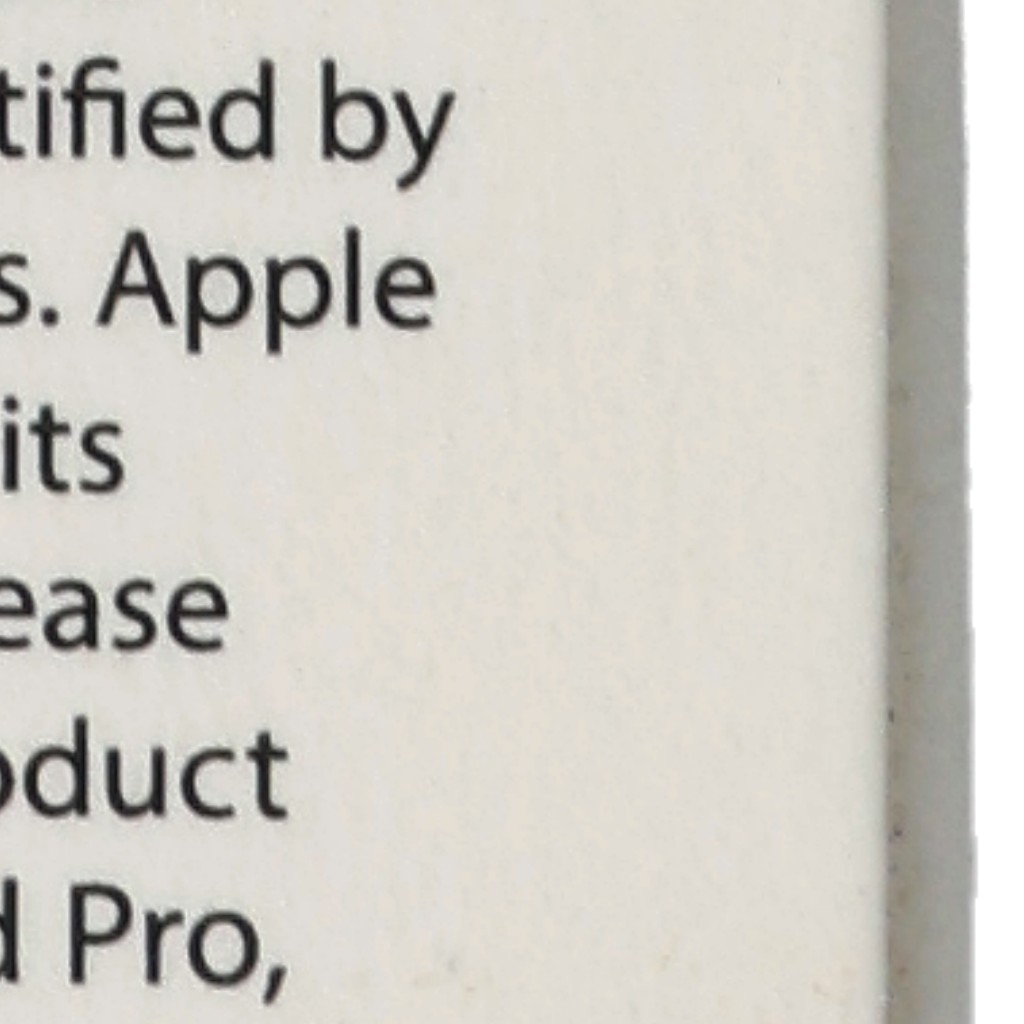 tified by
s. Apple
its
ease
oduct
d Pro,